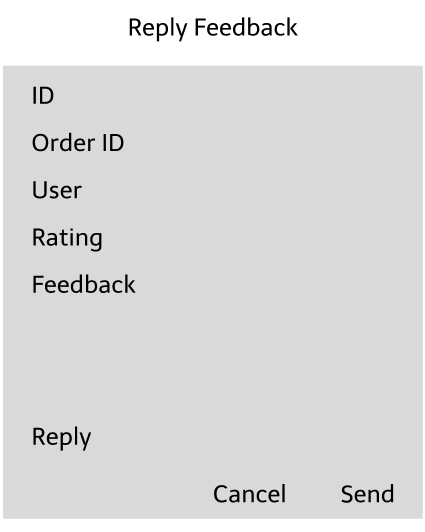 Reply Feedback
ID
Order ID
User
Rating
Feedback
Reply
Cancel Send